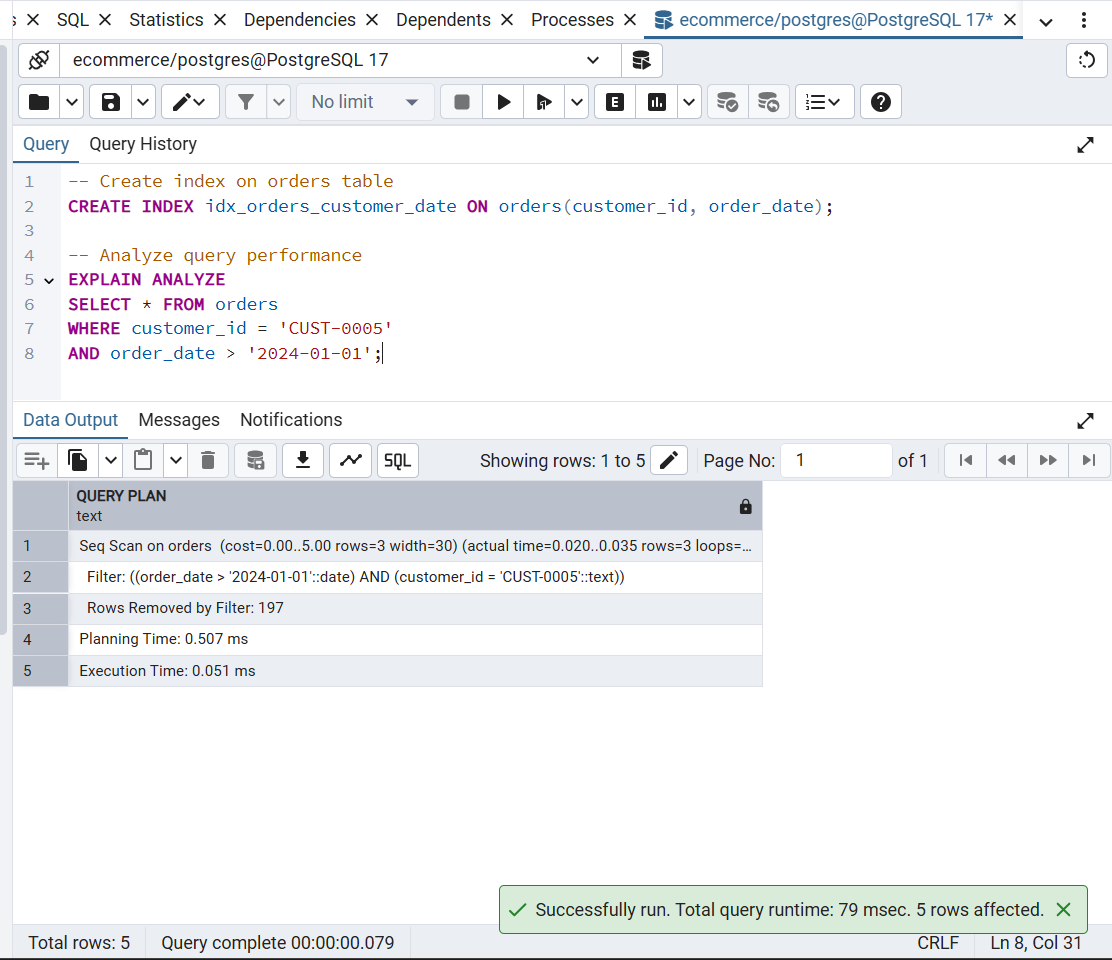 s SQL Statistics Dependencies Dependents Processes ecommerce/postgres@PostgreSQL 17*
ecommerce/postgres@PostgreSQL 17
No limit E
Query Query History
1 -- Create index on orders table
2 CREATE INDEX idx_orders_customer_date ON orders(customer_id, order_date);
3
4 -- Analyze query performance
5 EXPLAIN ANALYZE
6 SELECT * FROM orders
7 WHERE customer_id = 'CUST-0005'
8 AND order_date > '2024-01-01';
Data Output Messages Notifications
SQL Showing rows: 1 to 5 Page No: 1 of 1
QUERY PLAN
text
1 Seq Scan on orders (cost=0.00..5.00 rows=3 width=30) (actual time=0.020..0.035 rows=3 loops=...
2 Filter: ((order_date > '2024-01-01'::date) AND (customer_id = 'CUST-0005'::text))
3 Rows Removed by Filter: 197
4 Planning Time: 0.507 ms
5 Execution Time: 0.051 ms
Successfully run. Total query runtime: 79 msec. 5 rows affected.
Total rows: 5 Query complete 00:00:00.079 CRLF Ln 8, Col 31